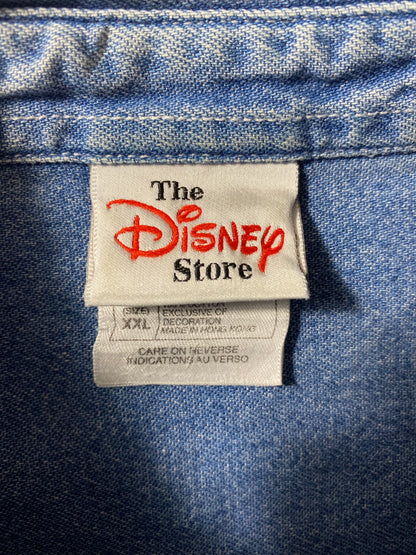 The
Disney
Store
(SIZE)
XXL
EXCLUSIVE OF
DECORATION
MADE IN HONG KONG
CARE ON REVERSE
INDICATIONS AU VERSO